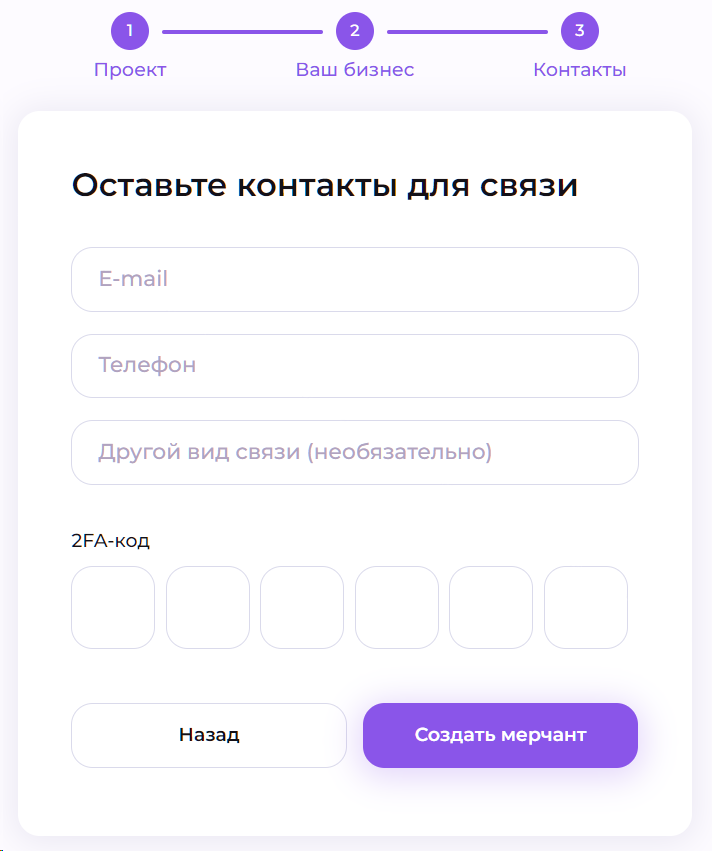 1 2 3
Проект Ваш бизнес Контакты
Оставьте контакты для связи
E-mail
Телефон
Другой вид связи (необязательно)
2FA-код
Назад Создать мерчант